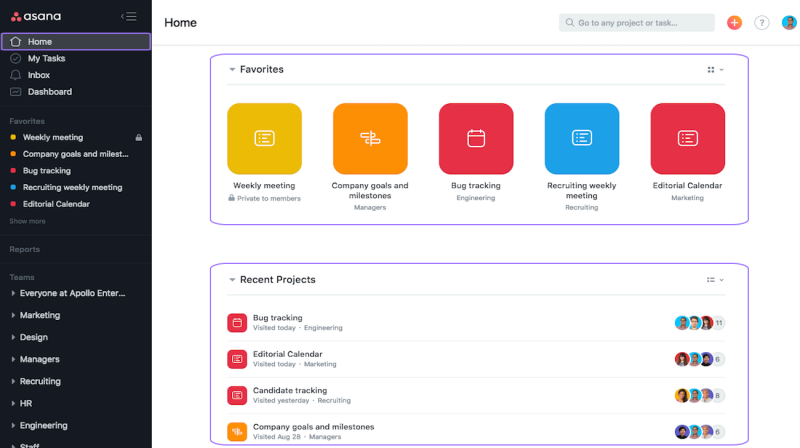 asana
Home
My Tasks
Inbox
Dashboard
Favorites
Weekly meeting
Company goals and milest...
Bug tracking
Recruiting weekly meeting
Editorial Calendar
Show more
Reports
Teams
Everyone at Apollo Enter...
Marketing
Design
Managers
Recruiting
HR
Engineering
Staff
Home
Go to any project or task...
?
Favorites
Weekly meeting
Private to members
Company goals and
milestones
Managers
Bug tracking
Engineering
Recruiting weekly
meeting
Recruiting
Editorial Calendar
Marketing
Recent Projects
Bug tracking
Visited today · Engineering
11
Editorial Calendar
Visited today · Marketing
6
Candidate tracking
Visited yesterday · Recruiting
8
Company goals and milestones
Visited Aug 28 · Managers
6